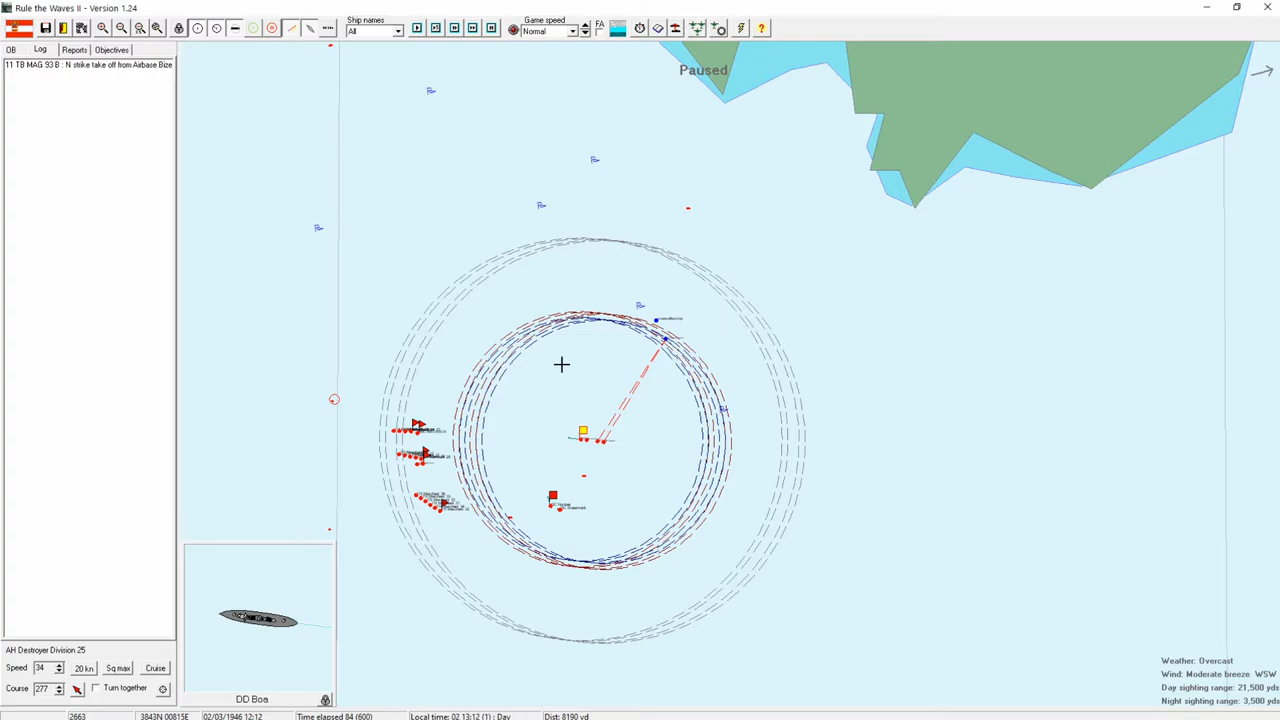 Rule the Waves II - Version 1.24
Ship names
All
Game speed
Normal
FA
OB Log Reports Objectives
11 TB MAG 93 B : N strike take off from Airbase Bize
Paused
AH Destroyer Division 25
Speed 34 20 kn Sq max Cruise
Course 277 Turn together
DD Boa
Weather: Overcast
Wind: Moderate breeze WSW
Day sighting range: 21,500 yds
Night sighting range: 3,500 yds
2663 3843N 00815E 02/03/1946 12:12 Time elapsed 84 (600) Local time: 02 13:12 (1) : Day Dist: 8190 yd